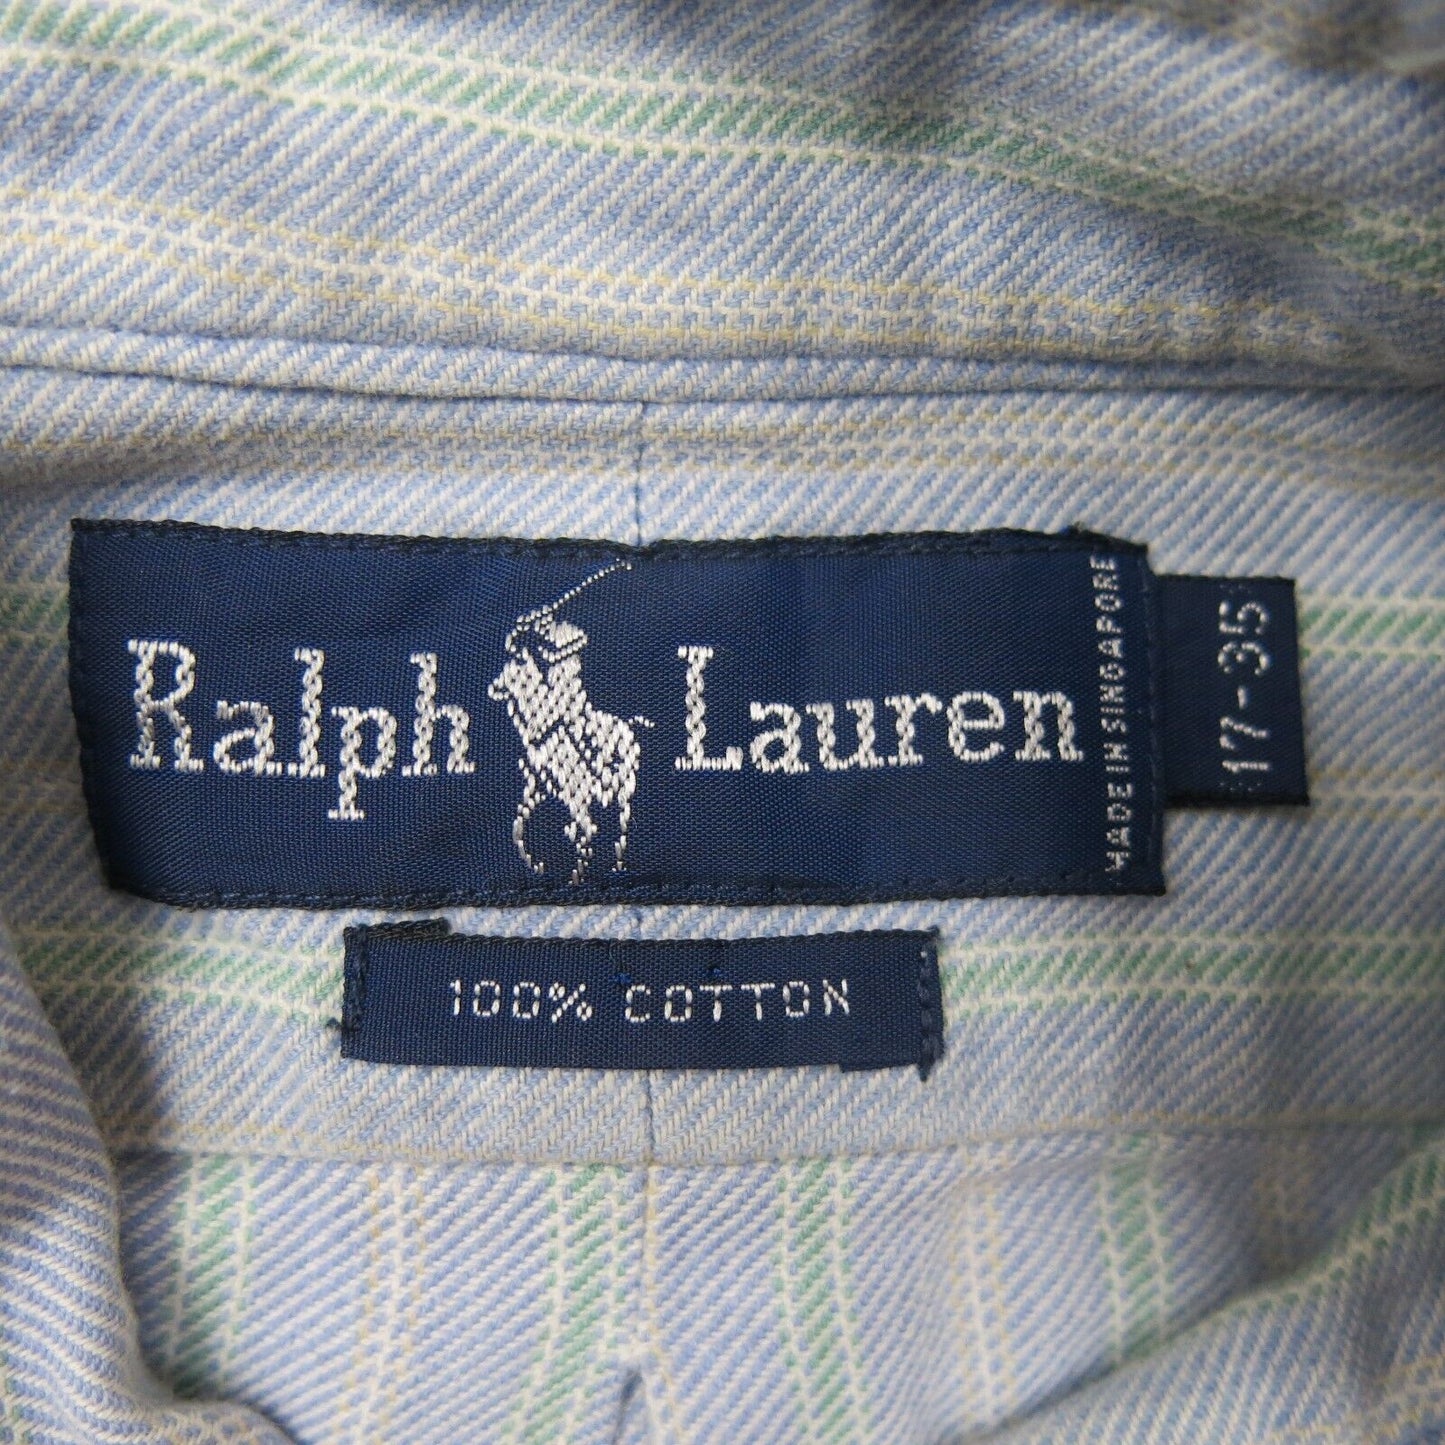 Ralph Lauren
MADE IN SINGAPORE
17-35
100% COTTON